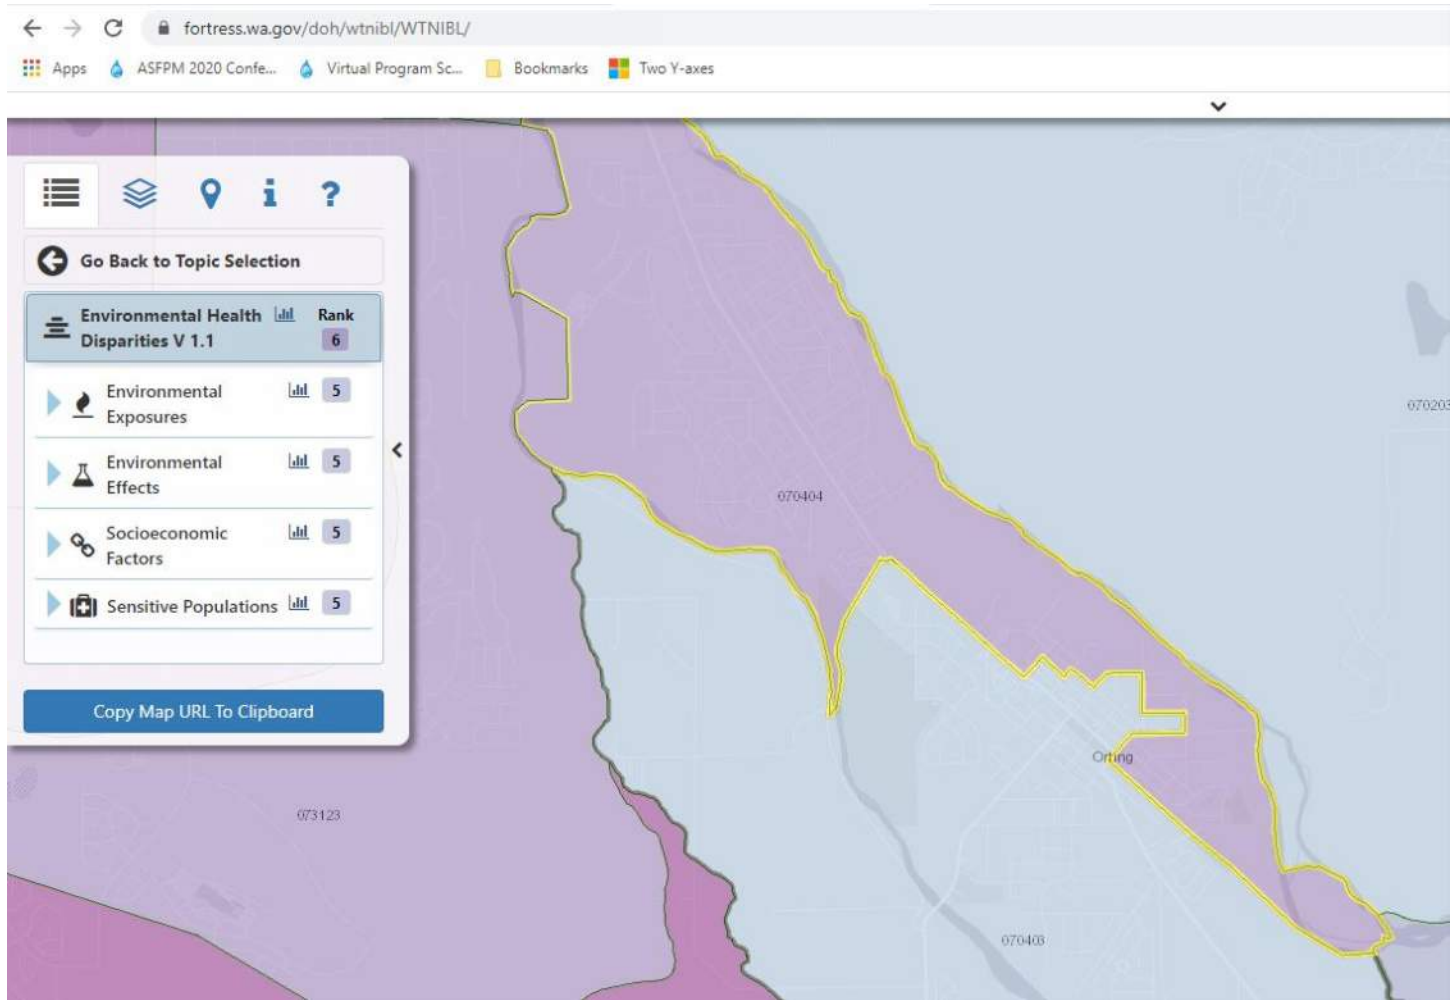 fortress.wa.gov/doh/wtnibl/WTNIBL/
Apps ASFPM 2020 Confe... Virtual Program Sc... Bookmarks Two Y-axes
Go Back to Topic Selection
Environmental Health Rank
Disparities V 1.1 6
Environmental 5
Exposures
Environmental 5
Effects
Socioeconomic 5
Factors
Sensitive Populations 5
Copy Map URL To Clipboard
070203
070404
Orting
073123
070403